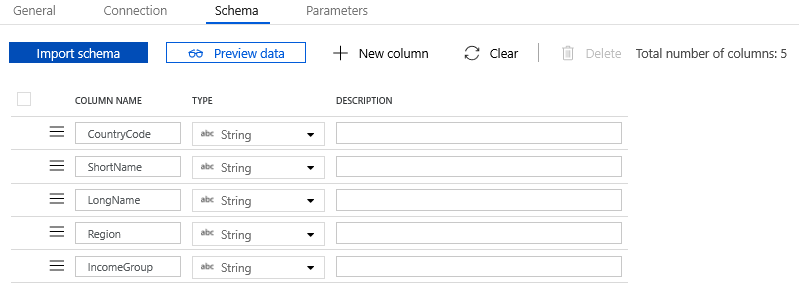 General Connection Schema Parameters
Import schema Preview data New column Clear Delete Total number of columns: 5
COLUMN NAME TYPE DESCRIPTION
CountryCode abc String
ShortName abc String
LongName abc String
Region abc String
IncomeGroup abc String